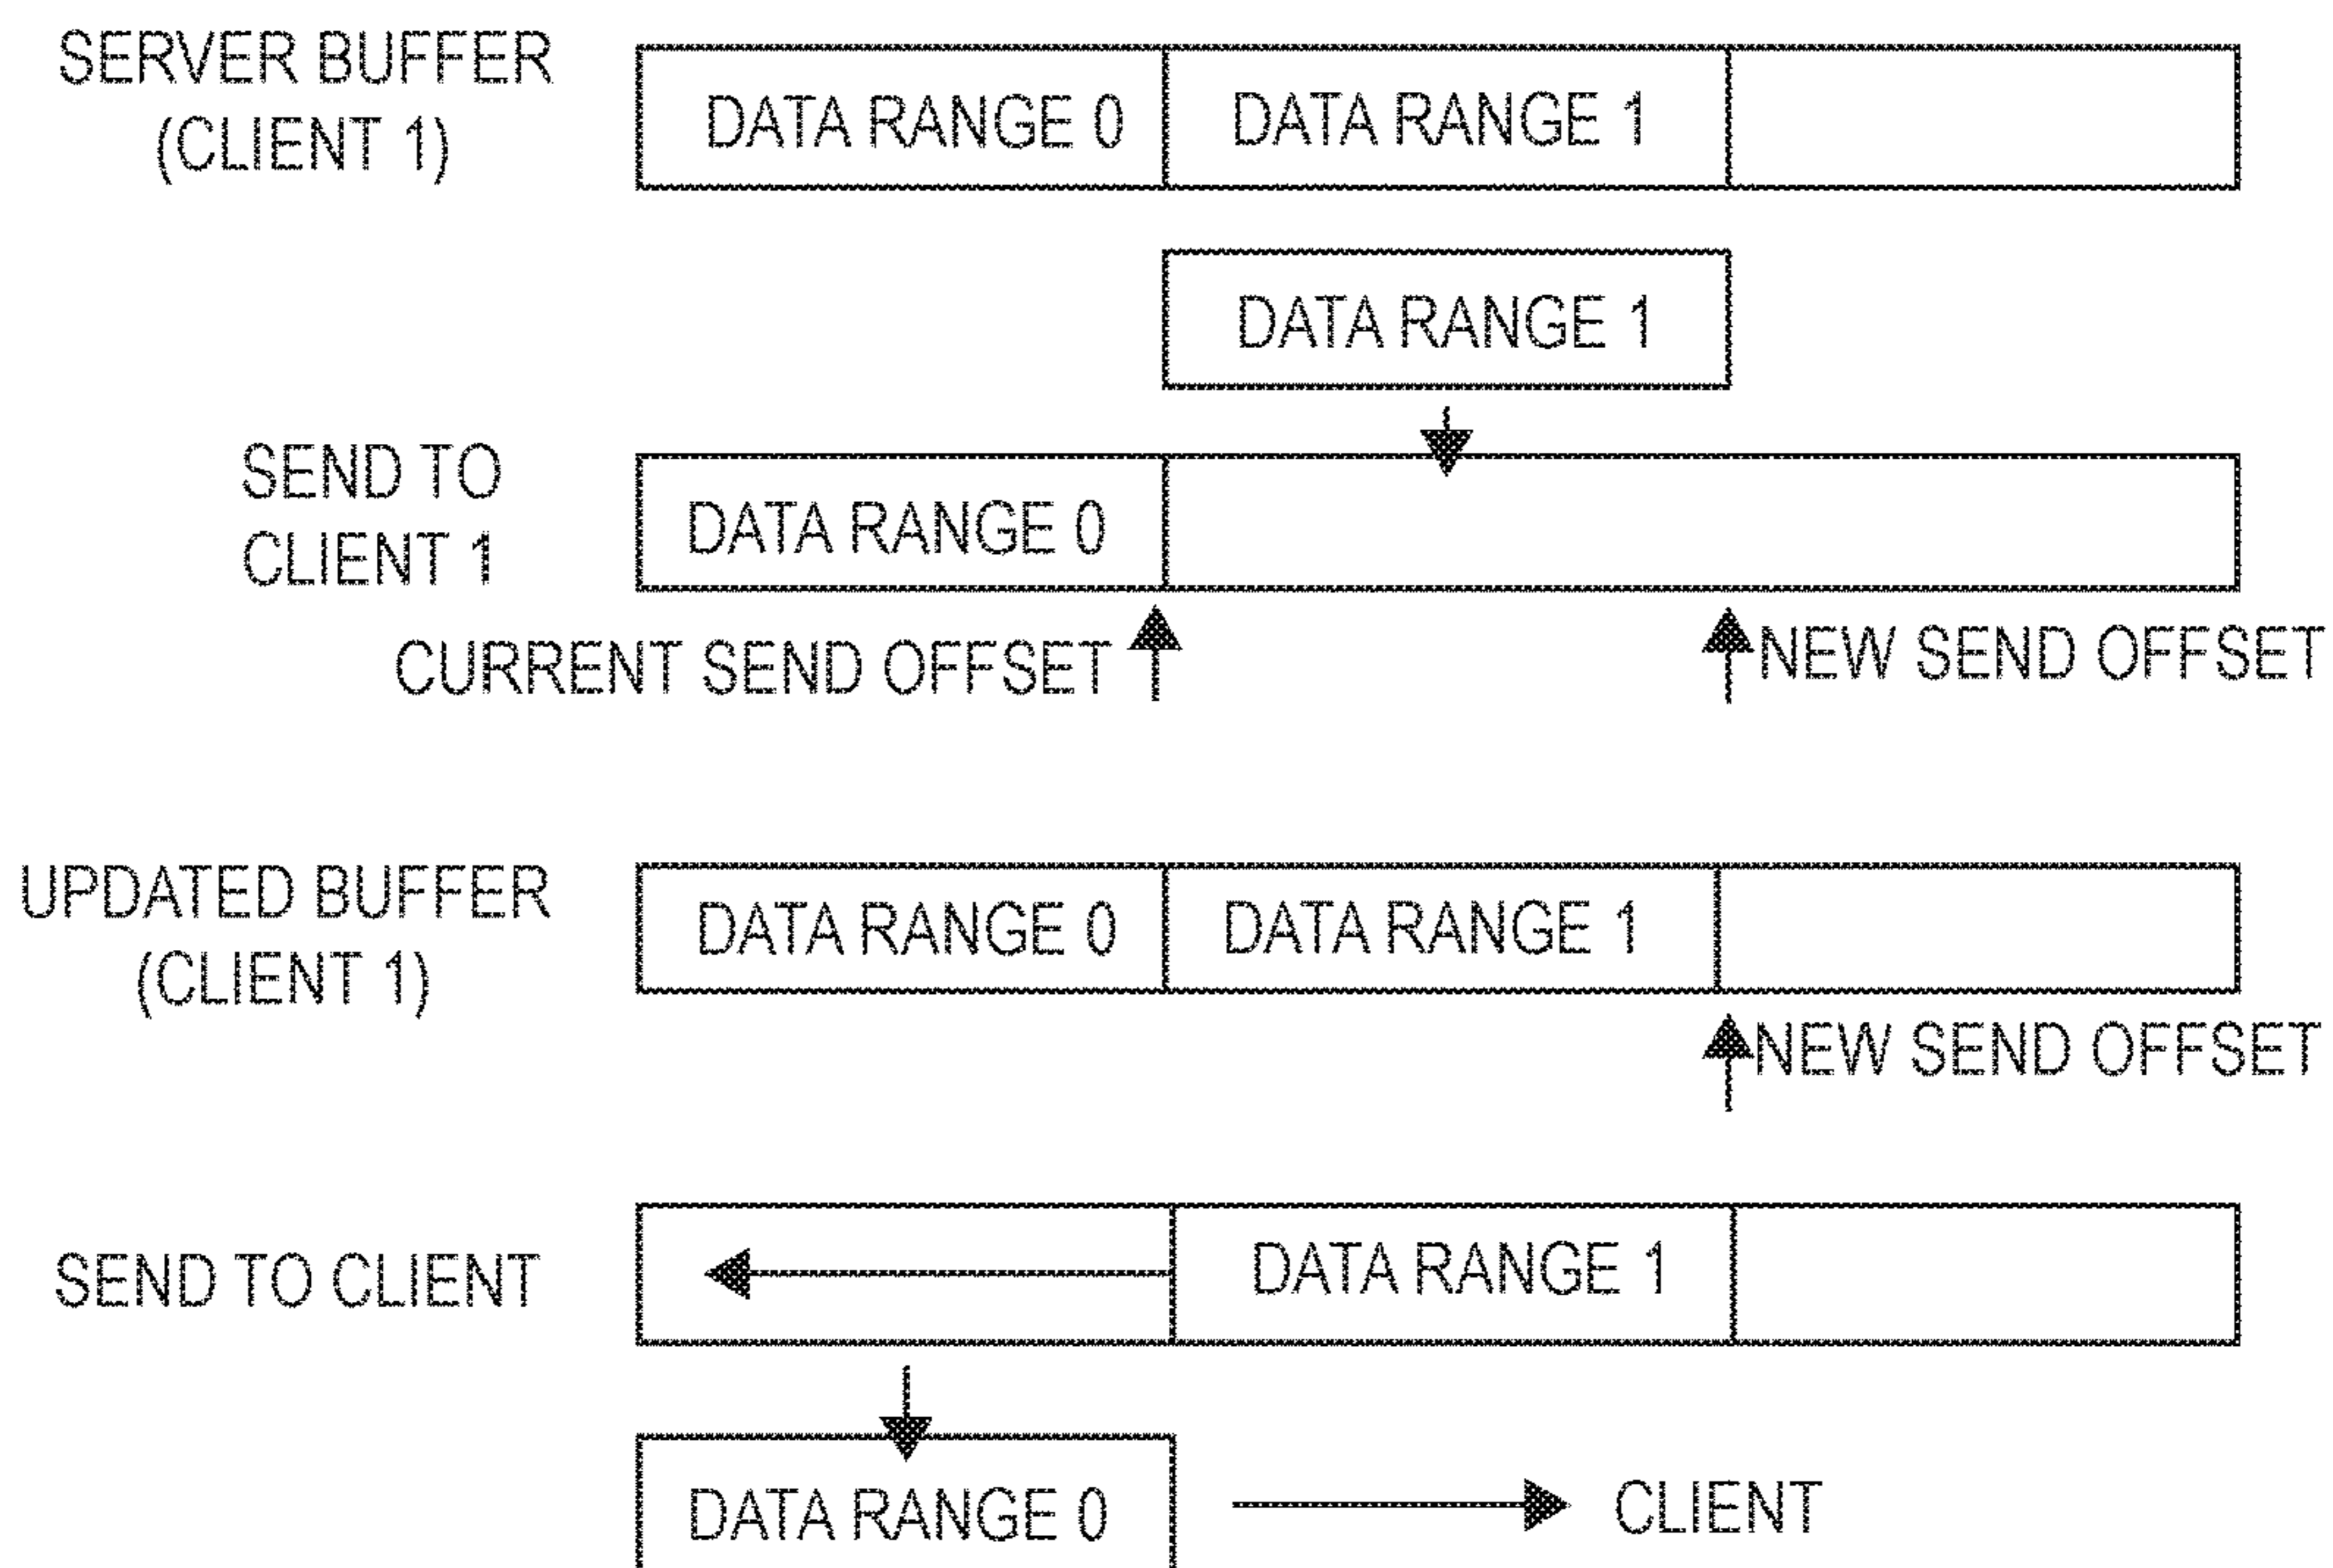 SERVER BUFFER
(CLIENT 1)
DATA RANGE 0
DATA RANGE 1
DATA RANGE 1
SEND TO
CLIENT 1
DATA RANGE 0
CURRENT SEND OFFSET
NEW SEND OFFSET
UPDATED BUFFER
(CLIENT 1)
DATA RANGE 0
DATA RANGE 1
NEW SEND OFFSET
SEND TO CLIENT
DATA RANGE 1
DATA RANGE 0
CLIENT